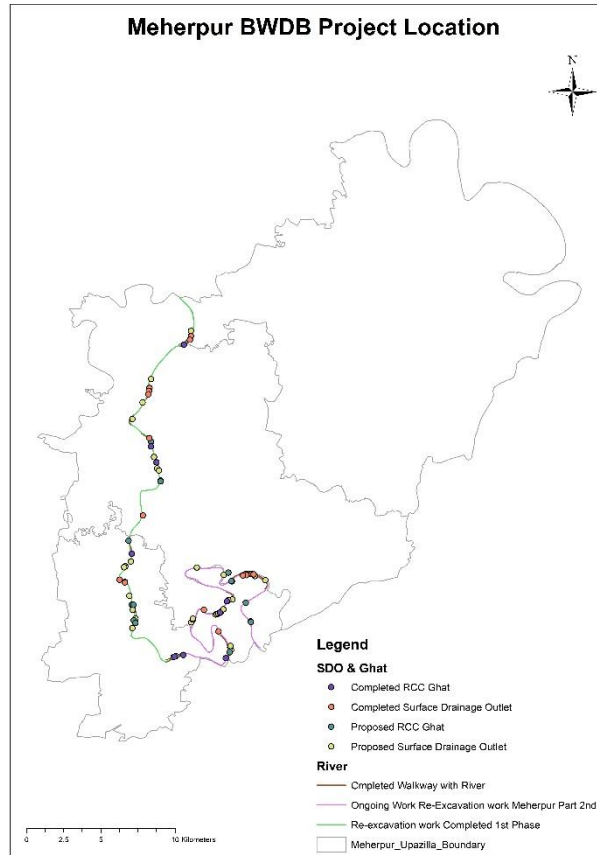 Meherpur BWDB Project Location
N
Legend
SDO & Ghat
Completed RCC Ghat
Completed Surface Drainage Outlet
Proposed RCC Ghat
Proposed Surface Drainage Outlet
River
Cmpleted Walkway with River
Ongoing Work Re-Excavation work Meherpur Part 2nd
Re-excavation work Completed 1st Phase
Meherpur_Upazilla_Boundary
0 2.5 5 10 Kilometers